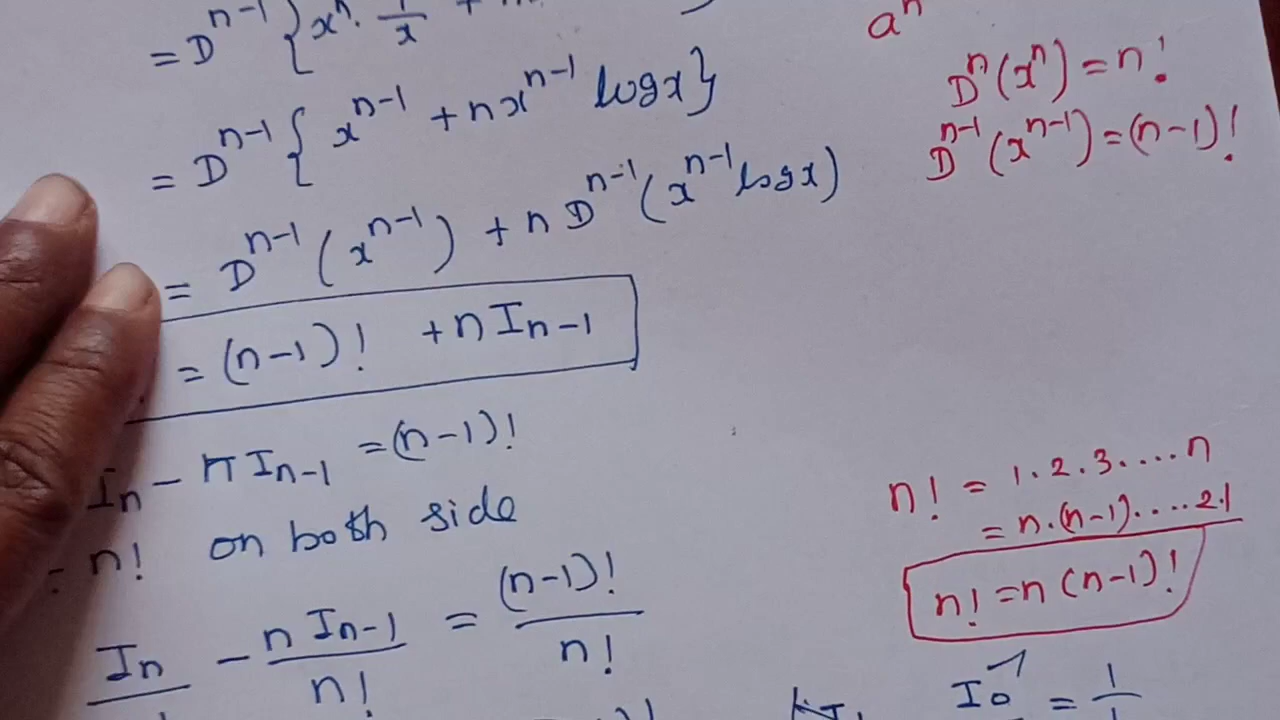 = D^{n-1} { x^n · 1/x +
= D^{n-1} { x^{n-1} + n x^{n-1} log x }
= D^{n-1} (x^{n-1}) + n D^{n-1} (x^{n-1} log x)
= (n-1)! + n I_{n-1}
I_n - n I_{n-1} = (n-1)!
÷ n! on both side
I_n - n I_{n-1}/n! = (n-1)!/n!
a^n
D^n (x^n) = n!
D^{n-1} (x^{n-1}) = (n-1)!
n! = 1.2.3....n
= n.(n-1)....2.1
n! = n (n-1)!
I_0 = 1